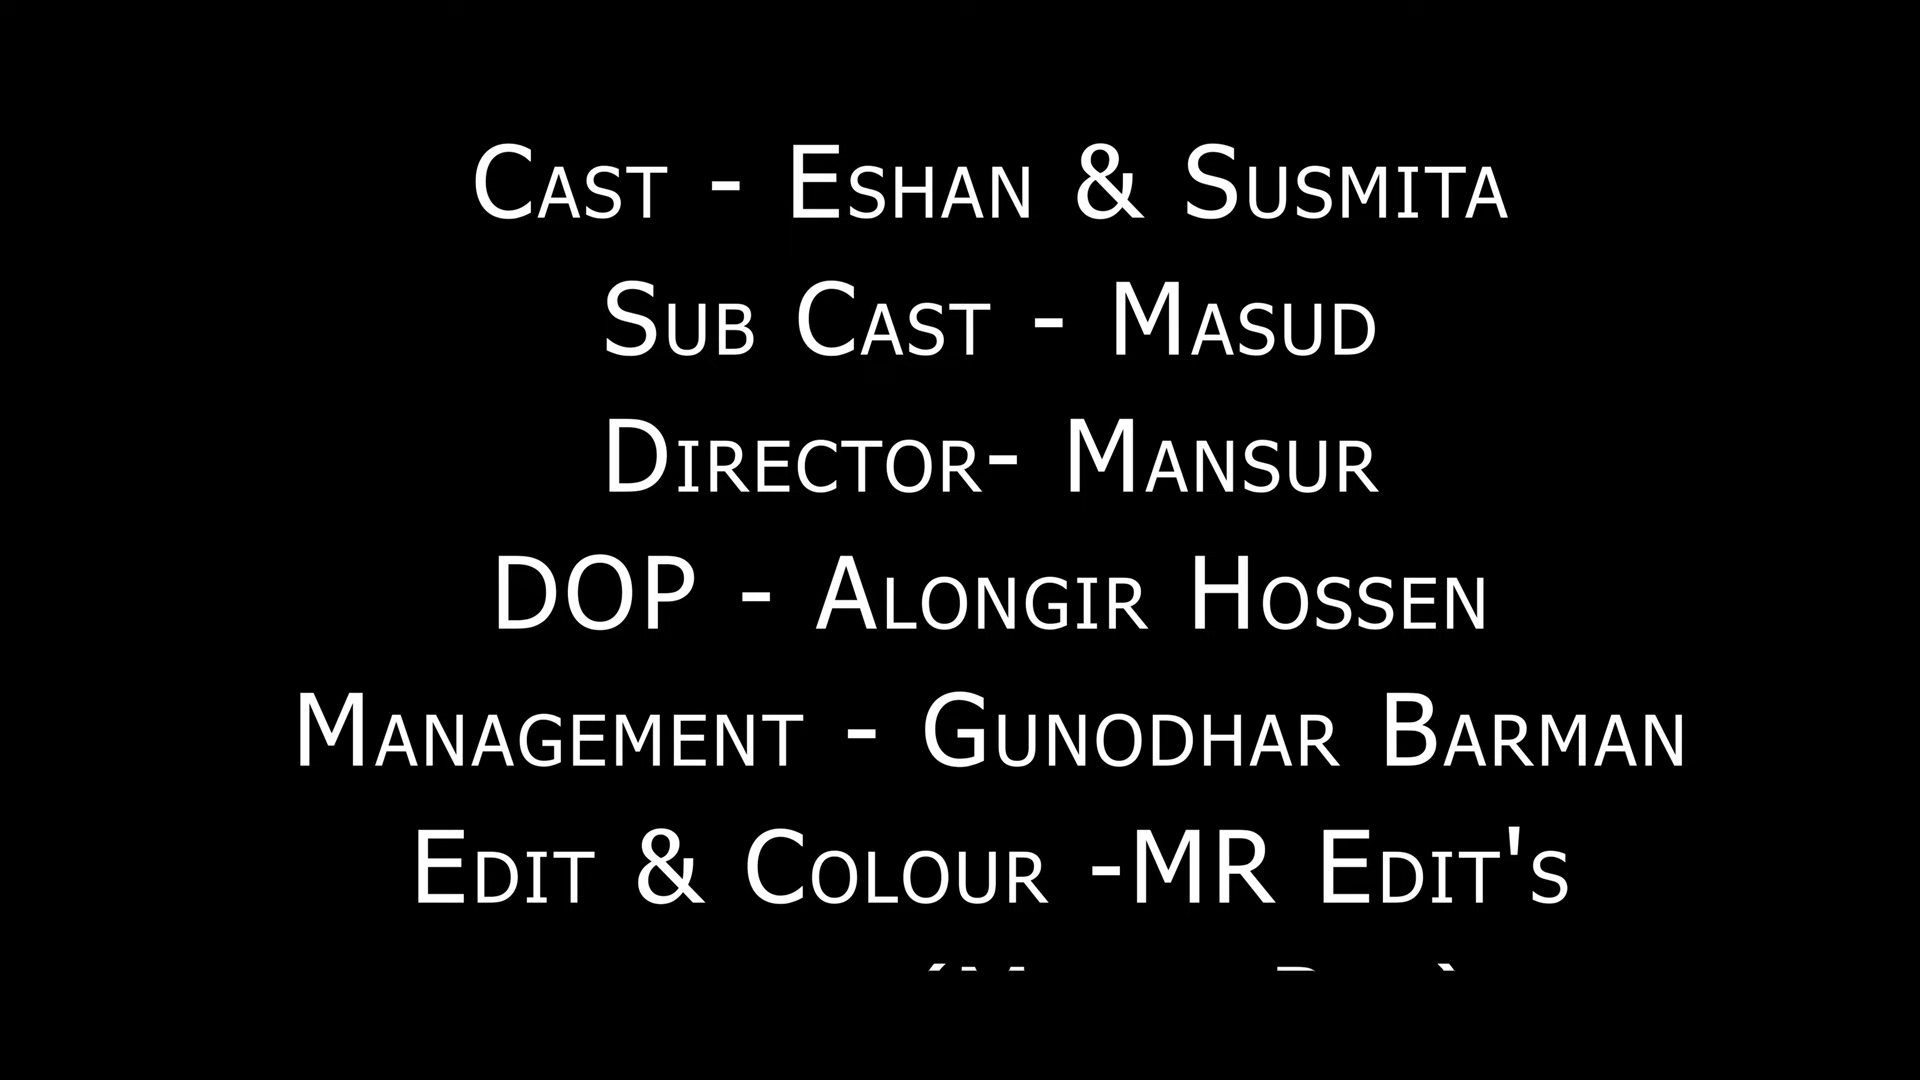 Cast - Eshan & Susmita
Sub Cast - Masud
Director- Mansur
DOP - Alongir Hossen
Management - Gunodhar Barman
Edit & Colour -MR Edit's